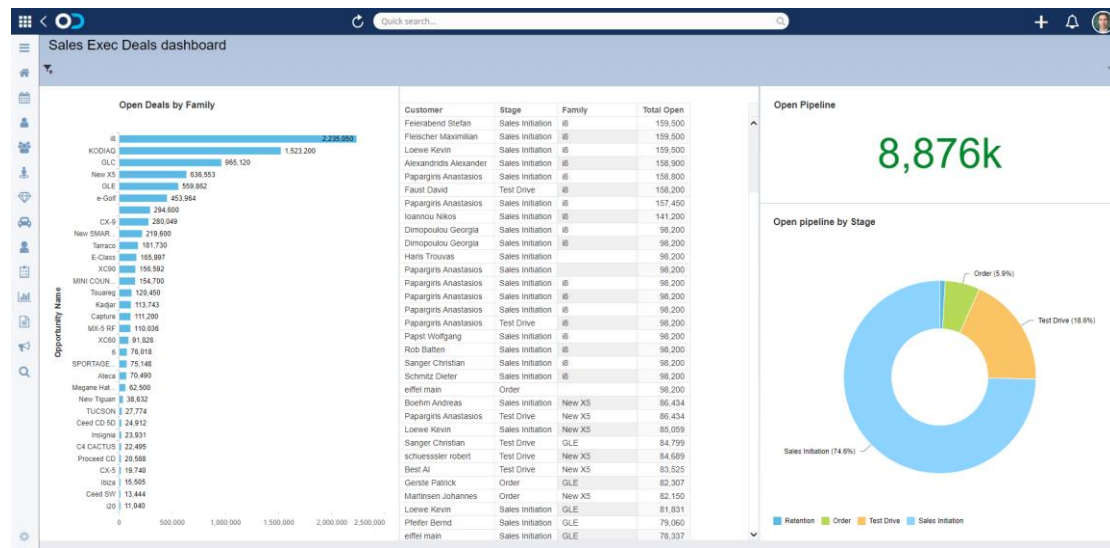 Quick search...
Sales Exec Deals dashboard
Open Deals by Family
Opportunity Name
i8 2,235,050
KODIAQ 1,523,200
GLC 965,120
New X5 636,553
GLE 559,862
e-Golf 453,964
294,600
CX-9 280,049
New SMAR... 219,600
Tarraco 181,730
E-Class 165,997
XC90 156,592
MINI COUN... 154,700
Tsuareg 120,450
Kadjar 113,743
Capture 111,200
MX-5 RF 110,036
XC60 91,828
6 76,018
SPORTAGE... 75,148
Ateca 70,490
Megane Hat... 62,500
New Tiguan 38,632
TUCSON 27,774
Ceed CD 5D 24,912
Insignia 23,931
C4 CACTUS 22,495
Proceed CD 20,588
CX-5 19,740
Ibiza 15,505
Ceed SW 13,444
i20 11,040
0 500,000 1,000,000 1,500,000 2,000,000 2,500,000
Customer Stage Family Total Open
Feierabend Stefan Sales Initiation i8 159,500
Fleischer Maximilian Sales Initiation i8 159,500
Loewe Kevin Sales Initiation i8 159,500
Alexandridis Alexander Sales Initiation i8 158,900
Papargiris Anastasios Sales Initiation i8 158,800
Faust David Test Drive i8 158,200
Papargiris Anastasios Sales Initiation i8 157,450
Ioannou Nikos Sales Initiation i8 141,200
Dimopoulou Georgia Sales Initiation i8 98,200
Dimopoulou Georgia Sales Initiation i8 98,200
Haris Trouvas Sales Initiation 98,200
Papargiris Anastasios Sales Initiation 98,200
Papargiris Anastasios Sales Initiation i8 98,200
Papargiris Anastasios Sales Initiation i8 98,200
Papargiris Anastasios Sales Initiation i8 98,200
Papargiris Anastasios Test Drive i8 98,200
Papst Wolfgang Sales Initiation i8 98,200
Rob Batten Sales Initiation i8 98,200
Sanger Christian Sales Initiation i8 98,200
Schmitz Dieter Sales Initiation i8 98,200
eiffel main Order 98,200
Boehm Andreas Sales Initiation New X5 86,434
Papargiris Anastasios Test Drive New X5 86,434
Loewe Kevin Sales Initiation New X5 85,059
Sanger Christian Test Drive GLE 84,799
schuesssler robert Test Drive New X5 84,689
Best Al Test Drive New X5 83,525
Gerste Patrick Order GLE 82,307
Martinsen Johannes Order New X5 82,150
Loewe Kevin Sales Initiation GLE 81,831
Pfeifer Bernd Sales Initiation GLE 79,060
eiffel main Sales Initiation GLE 78,337
Open Pipeline
8,876k
Open pipeline by Stage
Order (5.9%)
Test Drive (18.6%)
Sales Initiation (74.6%)
Retention Order Test Drive Sales Initiation